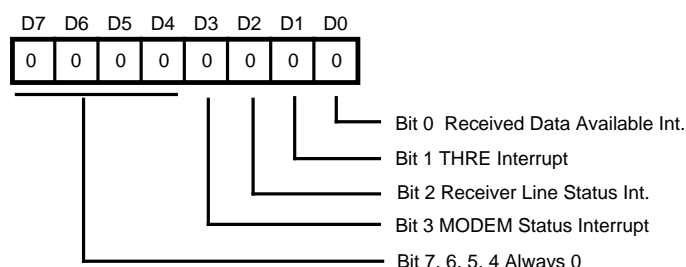 D7 D6 D5 D4 D3 D2 D1 D0
0 0 0 0 0 0 0 0
Bit 0 Received Data Available Int.
Bit 1 THRE Interrupt
Bit 2 Receiver Line Status Int.
Bit 3 MODEM Status Interrupt
Bit 7, 6, 5, 4 Always 0